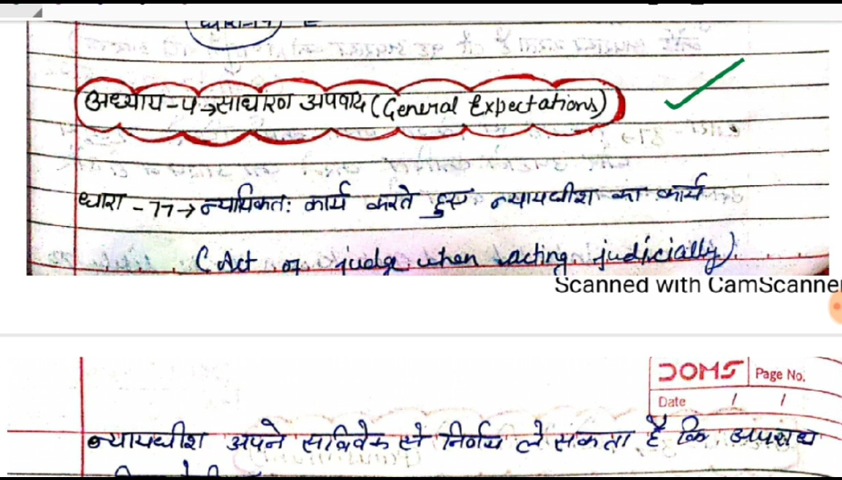 अध्याय-4→साधारण अपवाद (General Expectations)
धारा-77→ न्यायिकतः कार्य करते हुए न्यायधीश का कार्य
(Act of judge when acting judicially).
Scanned with CamScanne
DOMS Page No.
Date / /
न्यायधीश अपने सविवेक से निर्णय ले सकता है कि अपराध